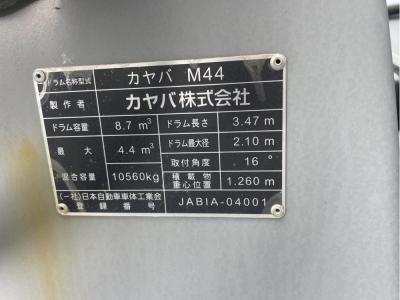 ドラム名称型式 カヤバ M44
製作者 カヤバ株式会社
ドラム容量 8.7 m³ ドラム長さ 3.47 m
最大 4.4 m³ ドラム最大径 2.10 m
混合容量 10560kg 取付角度 16°
積載物重心位置 1.260 m
(一社)日本自動車車体工業会
登録番号 JABIA-04001